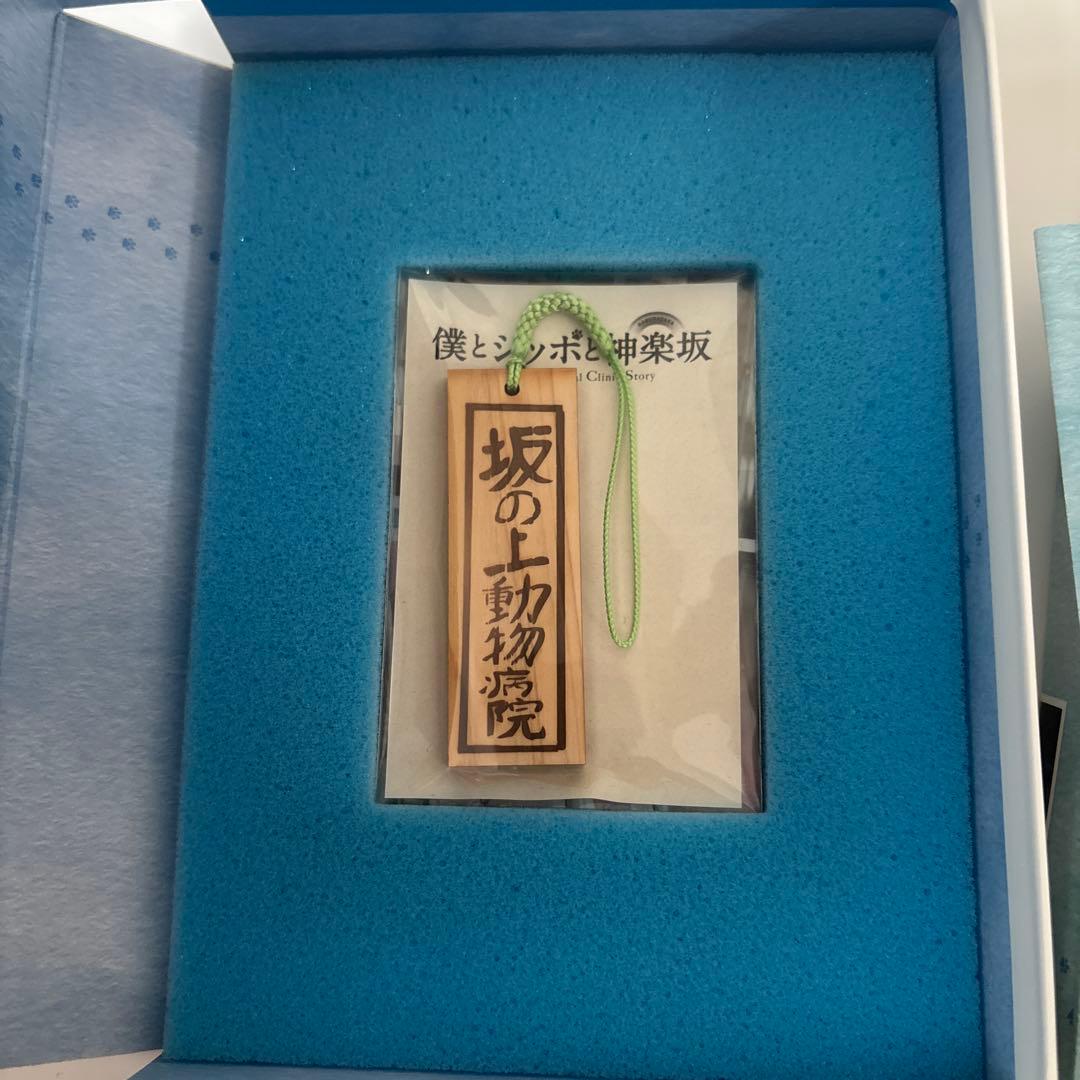 僕とシッポと神楽坂
Clinic Story
坂の上動物病院